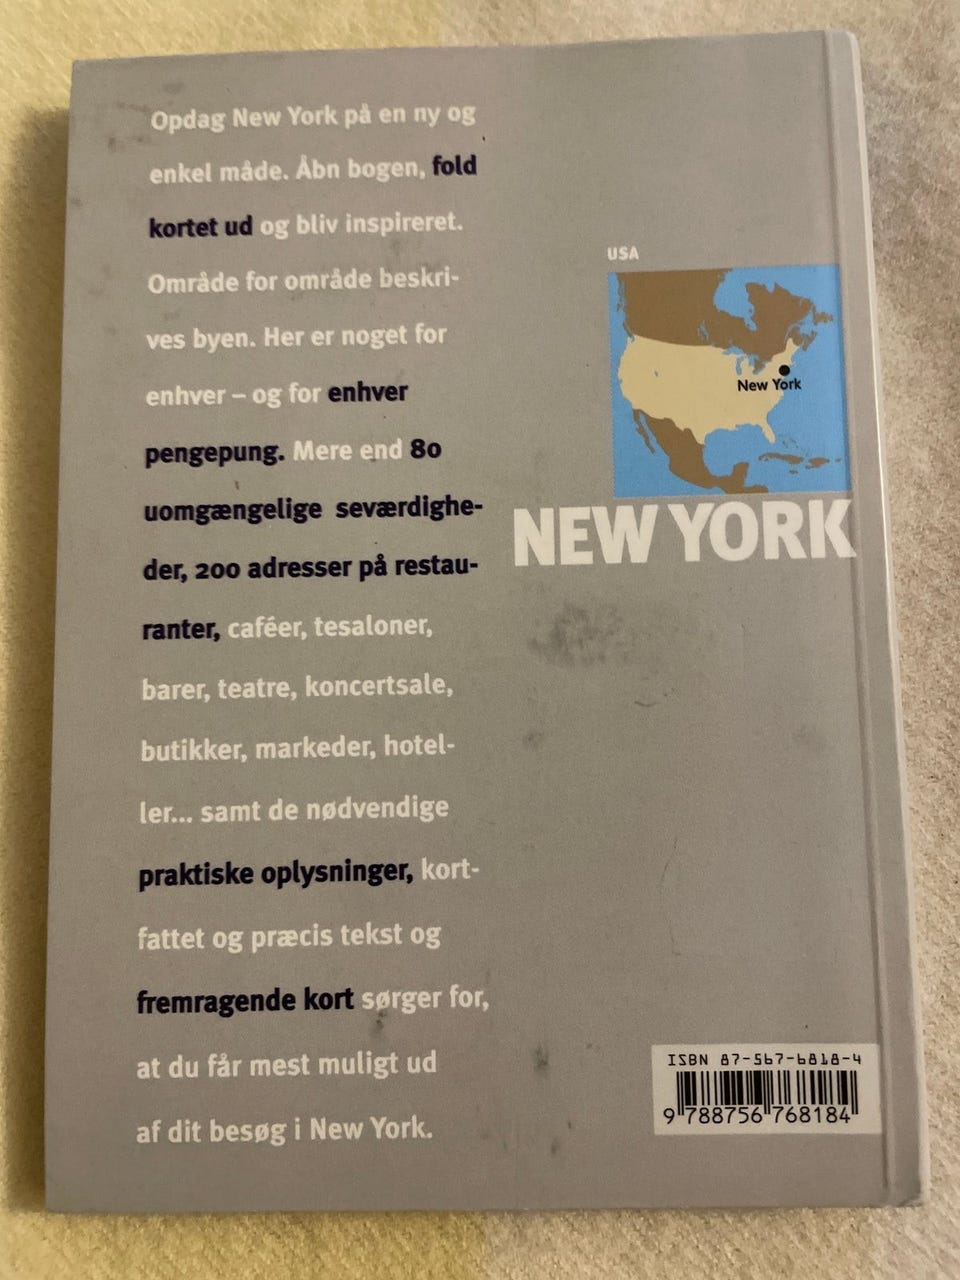 Opdag New York på en ny og
enkel måde. Åbn bogen, fold
kortet ud og bliv inspireret.
Område for område beskri-
ves byen. Her er noget for
enhver – og for enhver
pengepung. Mere end 80
uomgængelige seværdighe-
der, 200 adresser på restau-
ranter, caféer, tesaloner,
barer, teatre, koncertsale,
butikker, markeder, hotel-
ler... samt de nødvendige
praktiske oplysninger, kort-
fattet og præcis tekst og
fremragende kort sørger for,
at du får mest muligt ud
af dit besøg i New York.
USA
New York
NEW YORK
ISBN 87-567-6818-4
9 788756 768184